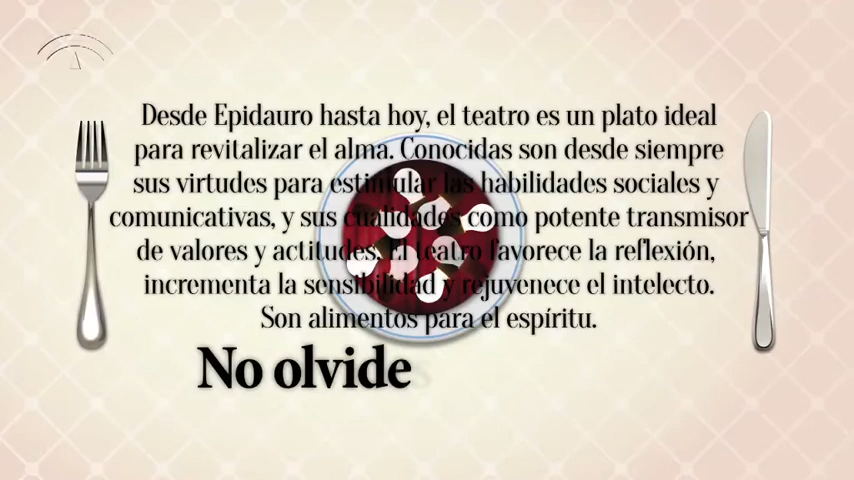 Desde Epidauro hasta hoy, el teatro es un plato ideal
para revitalizar el alma. Conocidas son desde siempre
sus virtudes para estimular las habilidades sociales y
comunicativas, y sus cualidades como potente transmisor
de valores y actitudes. El teatro favorece la reflexión,
incrementa la sensibilidad y rejuvenece el intelecto.
Son alimentos para el espíritu.
No olvide